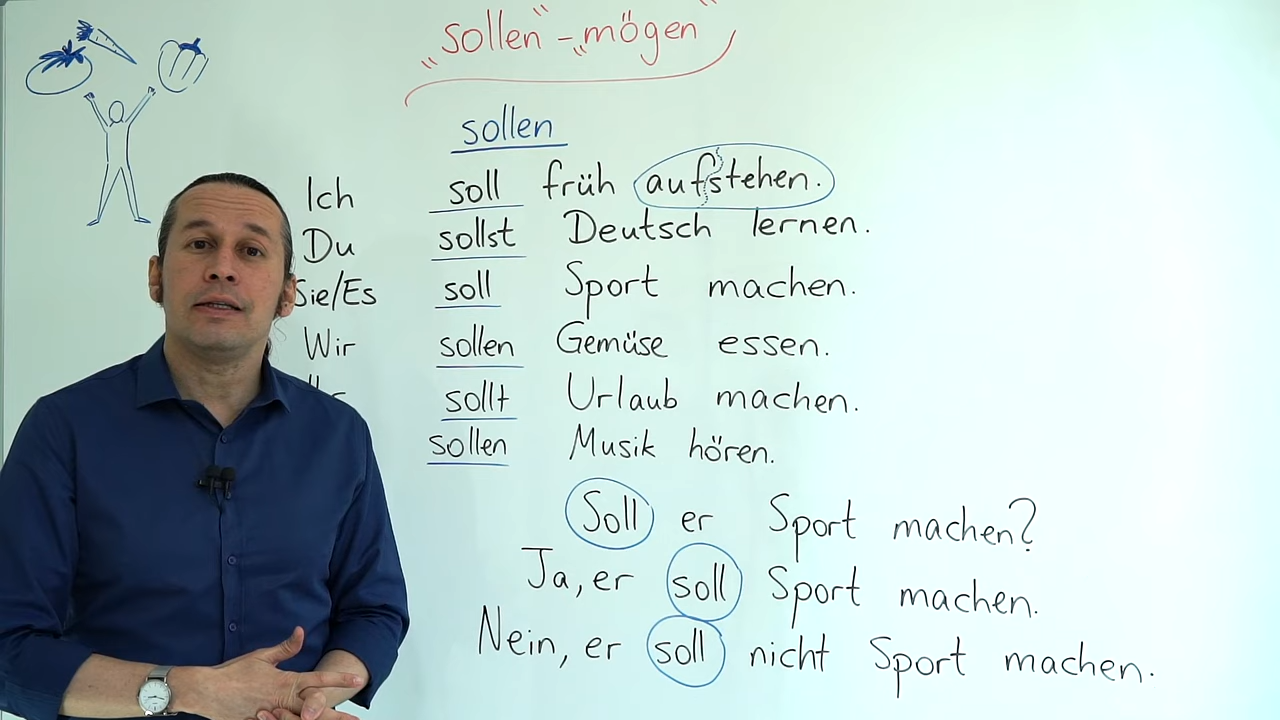 „sollen“ - „mögen“
sollen
Ich soll früh aufstehen.
Du sollst Deutsch lernen.
Sie/Es soll Sport machen.
Wir sollen Gemüse essen.
sollt Urlaub machen.
sollen Musik hören.
Soll er Sport machen?
Ja, er soll Sport machen.
Nein, er soll nicht Sport machen.